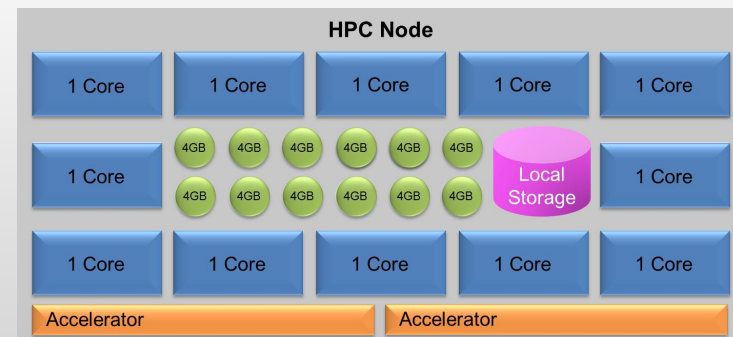 HPC Node
1 Core 1 Core 1 Core 1 Core 1 Core
1 Core
4GB 4GB 4GB 4GB 4GB 4GB
4GB 4GB 4GB 4GB 4GB 4GB
Local
Storage
1 Core
1 Core 1 Core 1 Core 1 Core 1 Core
Accelerator Accelerator